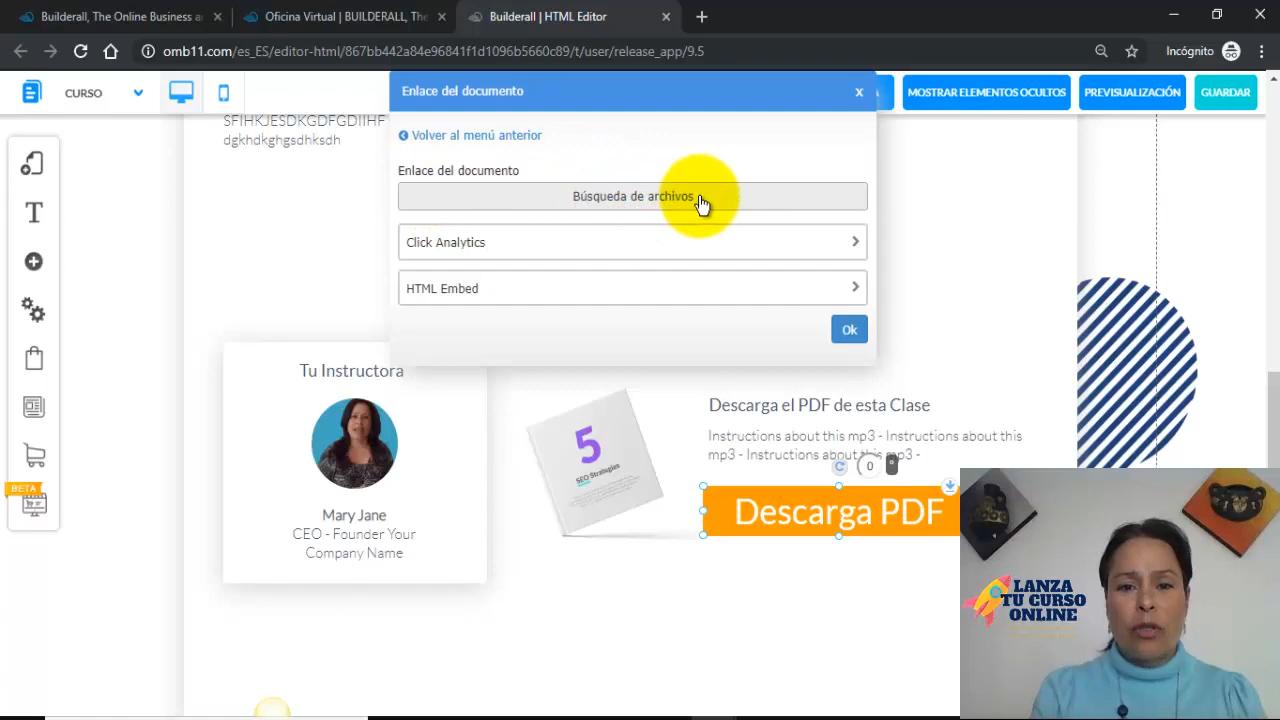 Builderall, The Online Business a
Oficina Virtual | BUILDERALL, The
Builderall | HTML Editor
omb11.com/es_ES/editor-html/867bb442a84e96841f1d1096b5660c89/t/user/release_app/9.5
Incógnito
CURSO
Enlace del documento
x
A
MOSTRAR ELEMENTOS OCULTOS
PREVISUALIZACIÓN
GUARDAR
SFIHKJESDKGDFGDIIHF
dgkhdkghgsdhksdh
Volver al menú anterior
Enlace del documento
Búsqueda de archivos
Click Analytics
HTML Embed
Ok
T
BETA
Tu Instructora
Mary Jane
CEO - Founder Your
Company Name
5
SEO Strategies
Descarga el PDF de esta Clase
Instructions about this mp3 - Instructions about this
mp3 - Instructions about this mp3 -
0
Descarga PDF
LANZA
TU CURSO
ONLINE